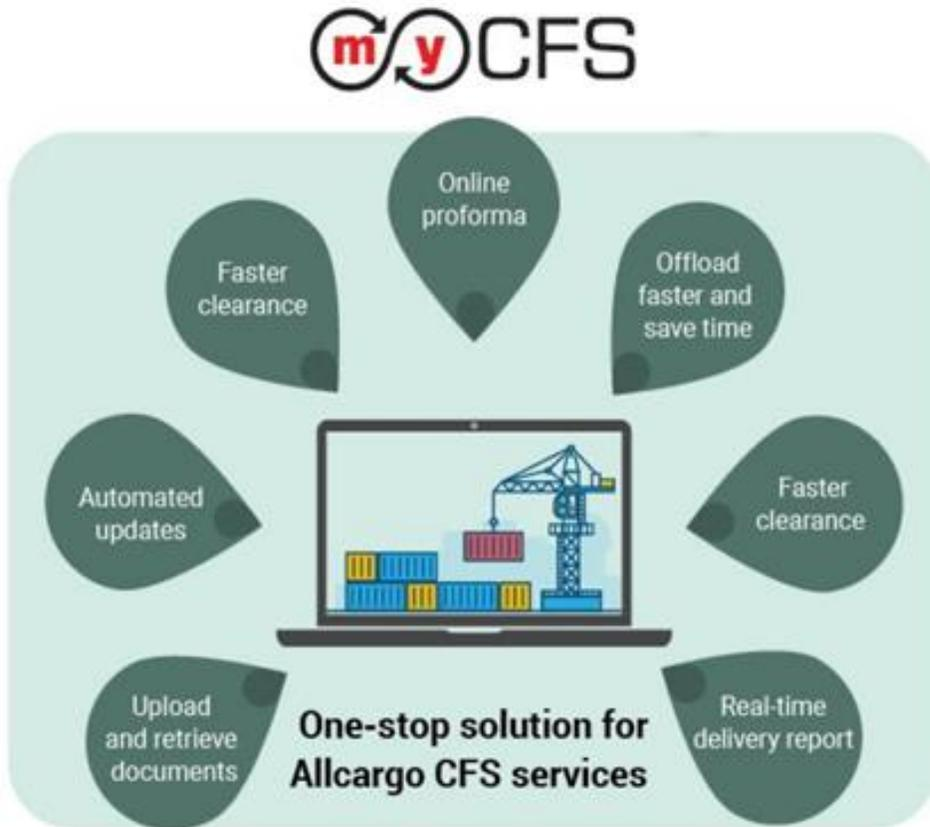 myCFS
Online
proforma
Faster
clearance
Offload
faster and
save time
Automated
updates
Faster
clearance
Upload
and retrieve
documents
Real-time
delivery report
One-stop solution for
Allcargo CFS services